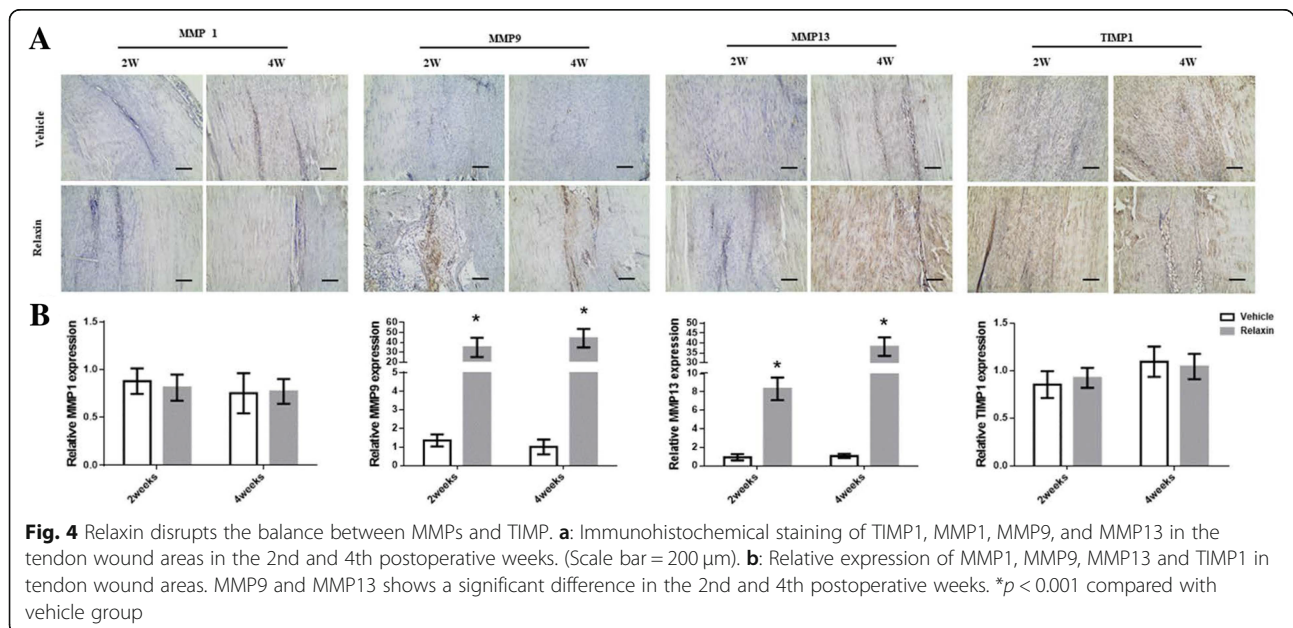 A
MMP 1
MMP9
MMP13
TIMP1
2W 4W 2W 4W 2W 4W 2W 4W
Vehicle
Relaxin
B
Relative MMP1 expression
1.5
1.0
0.5
0.0
2weeks
4weeks
Relative MMP9 expression
90
60
50
40
30
20
5
4
3
2
1
0
*
*
2weeks
4weeks
Relative MMP13 expression
50
45
40
35
30
25
10
8
6
4
2
0
*
*
2weeks
4weeks
Relative TIMP1 expression
1.5
1.0
0.5
0.0
2weeks
4weeks
Vehicle
Relaxin
Fig. 4 Relaxin disrupts the balance between MMPs and TIMP. a: Immunohistochemical staining of TIMP1, MMP1, MMP9, and MMP13 in the
tendon wound areas in the 2nd and 4th postoperative weeks. (Scale bar = 200 μm). b: Relative expression of MMP1, MMP9, MMP13 and TIMP1 in
tendon wound areas. MMP9 and MMP13 shows a significant difference in the 2nd and 4th postoperative weeks. *p < 0.001 compared with
vehicle group